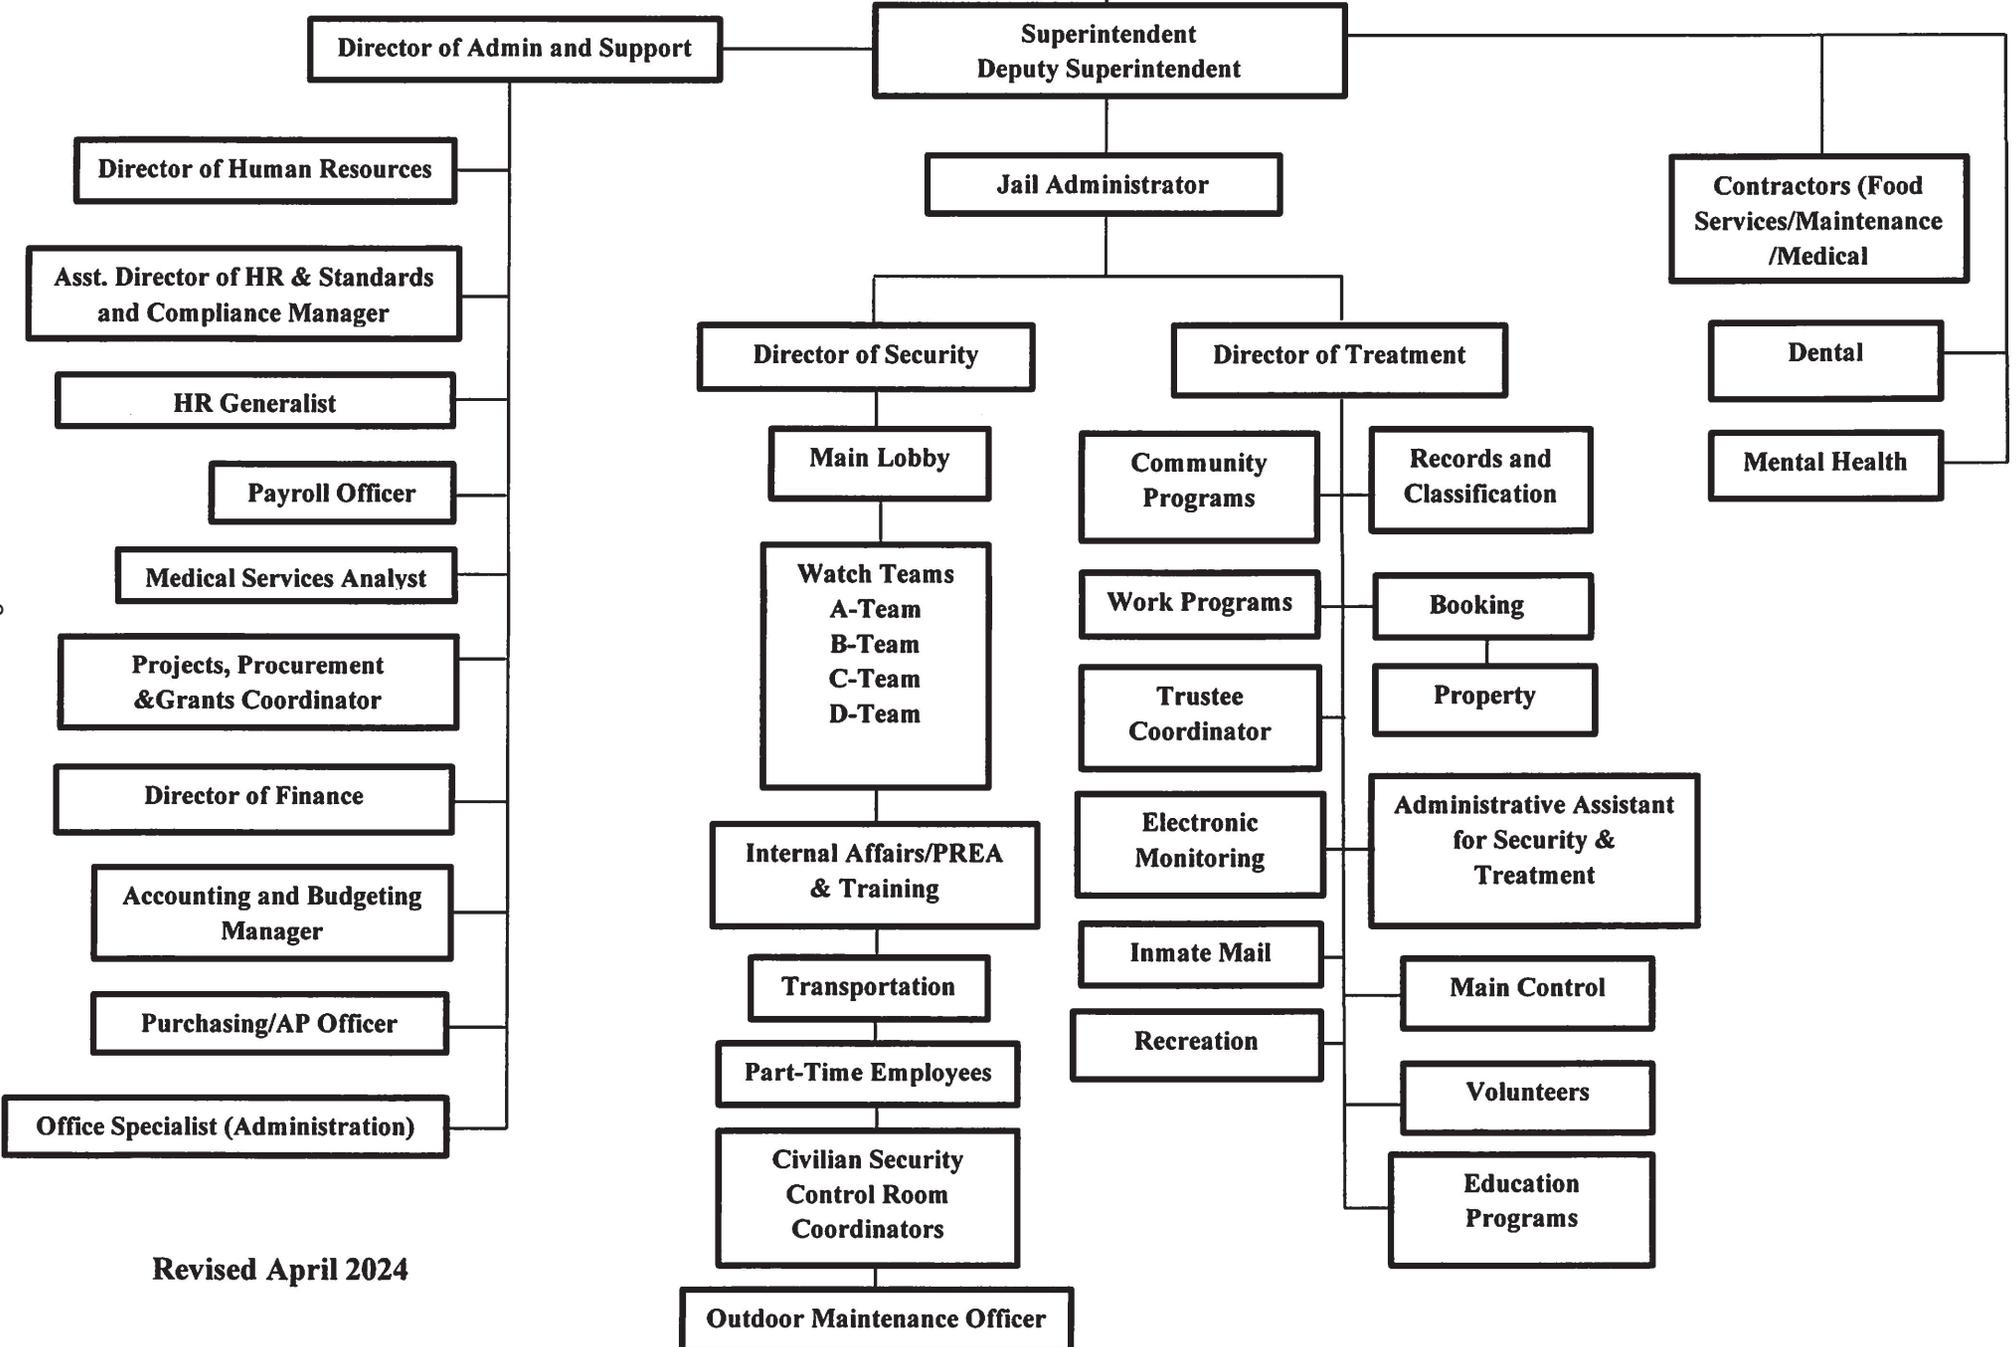 Director of Admin and Support
Superintendent
Deputy Superintendent
Director of Human Resources
Asst. Director of HR & Standards
and Compliance Manager
HR Generalist
Payroll Officer
Medical Services Analyst
Projects, Procurement
&Grants Coordinator
Director of Finance
Accounting and Budgeting
Manager
Purchasing/AP Officer
Office Specialist (Administration)
Jail Administrator
Director of Security
Main Lobby
Watch Teams
A-Team
B-Team
C-Team
D-Team
Internal Affairs/PREA
& Training
Transportation
Part-Time Employees
Civilian Security
Control Room
Coordinators
Outdoor Maintenance Officer
Director of Treatment
Community
Programs
Records and
Classification
Work Programs
Booking
Property
Trustee
Coordinator
Electronic
Monitoring
Administrative Assistant
for Security &
Treatment
Inmate Mail
Main Control
Recreation
Volunteers
Education
Programs
Contractors (Food
Services/Maintenance
/Medical
Dental
Mental Health
Revised April 2024